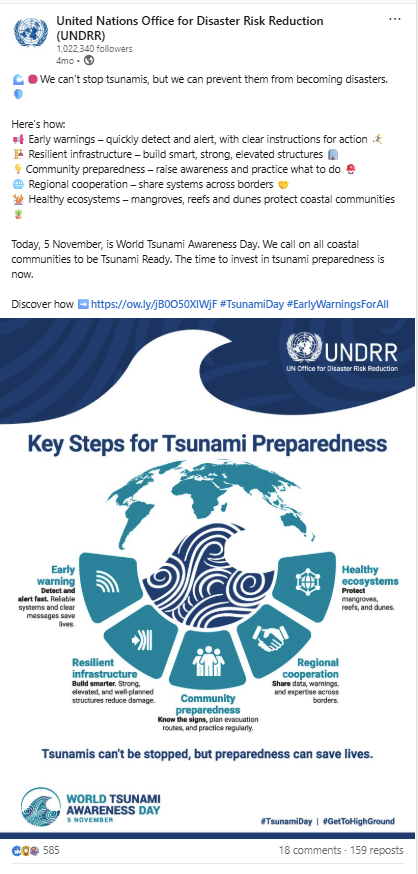 United Nations Office for Disaster Risk Reduction
(UNDRR)
1,022,340 followers
4mo •
🌊 🔴 We can't stop tsunamis, but we can prevent them from becoming disasters.
🛡️
Here's how:
📢 Early warnings – quickly detect and alert, with clear instructions for action 🏃
🏗️ Resilient infrastructure – build smart, strong, elevated structures 🏢
💡 Community preparedness – raise awareness and practice what to do ⛑️
🌐 Regional cooperation – share systems across borders 🤝
🪸 Healthy ecosystems – mangroves, reefs and dunes protect coastal communities
🪴
Today, 5 November, is World Tsunami Awareness Day. We call on all coastal
communities to be Tsunami Ready. The time to invest in tsunami preparedness is
now.
Discover how ➡️ https://ow.ly/jB0O50XIWjF #TsunamiDay #EarlyWarningsForAll
UNDRR
UN Office for Disaster Risk Reduction
Key Steps for Tsunami Preparedness
Early
warning
Detect and
alert fast. Reliable
systems and clear
messages save
lives.
Resilient
infrastructure
Build smarter. Strong,
elevated, and well-planned
structures reduce damage.
Community
preparedness
Know the signs, plan evacuation
routes, and practice regularly.
Regional
cooperation
Share data, warnings,
and expertise across
borders.
Healthy
ecosystems
Protect
mangroves,
reefs, and dunes.
Tsunamis can't be stopped, but preparedness can save lives.
WORLD TSUNAMI
AWARENESS DAY
5 NOVEMBER
#TsunamiDay | #GetToHighGround
585
18 comments · 159 reposts